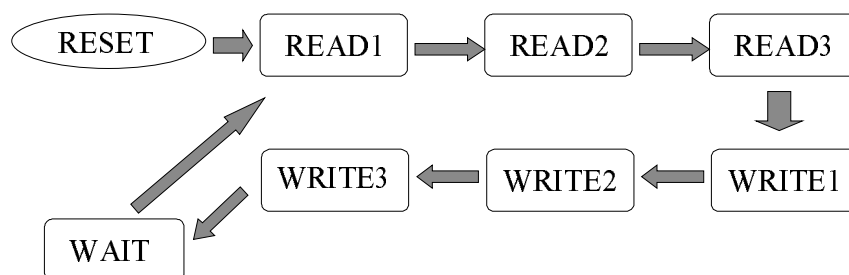 RESET
READ1
READ2
READ3
WRITE3
WRITE2
WRITE1
WAIT